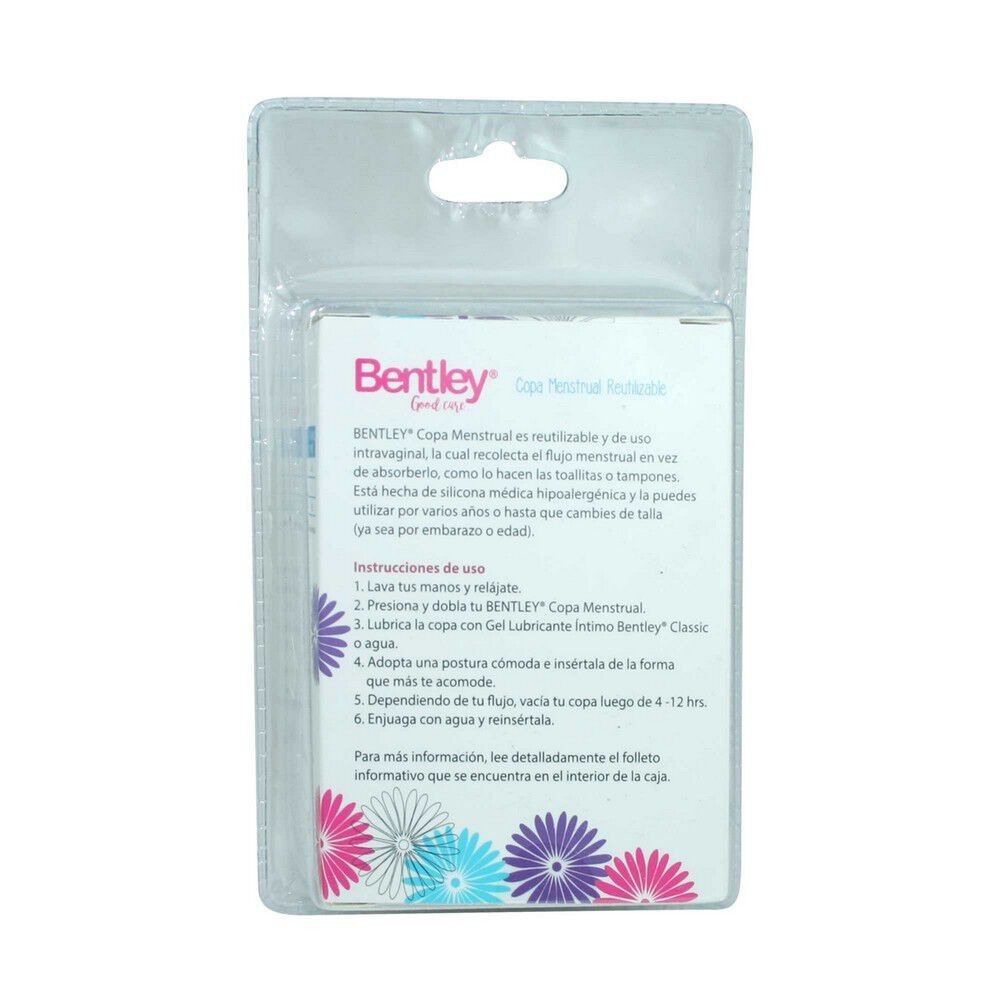 Bentley®
Good care
Copa Menstrual Reutilizable
BENTLEY® Copa Menstrual es reutilizable y de uso
intravaginal, la cual recolecta el flujo menstrual en vez
de absorberlo, como lo hacen las toallitas o tampones.
Está hecha de silicona médica hipoalergénica y la puedes
utilizar por varios años o hasta que cambies de talla
(ya sea por embarazo o edad).
Instrucciones de uso
1. Lava tus manos y relájate.
2. Presiona y dobla tu BENTLEY® Copa Menstrual.
3. Lubrica la copa con Gel Lubricante Íntimo Bentley® Classic
o agua.
4. Adopta una postura cómoda e insértala de la forma
que más te acomode.
5. Dependiendo de tu flujo, vacía tu copa luego de 4 -12 hrs.
6. Enjuaga con agua y reinsértala.
Para más información, lee detalladamente el folleto
informativo que se encuentra en el interior de la caja.